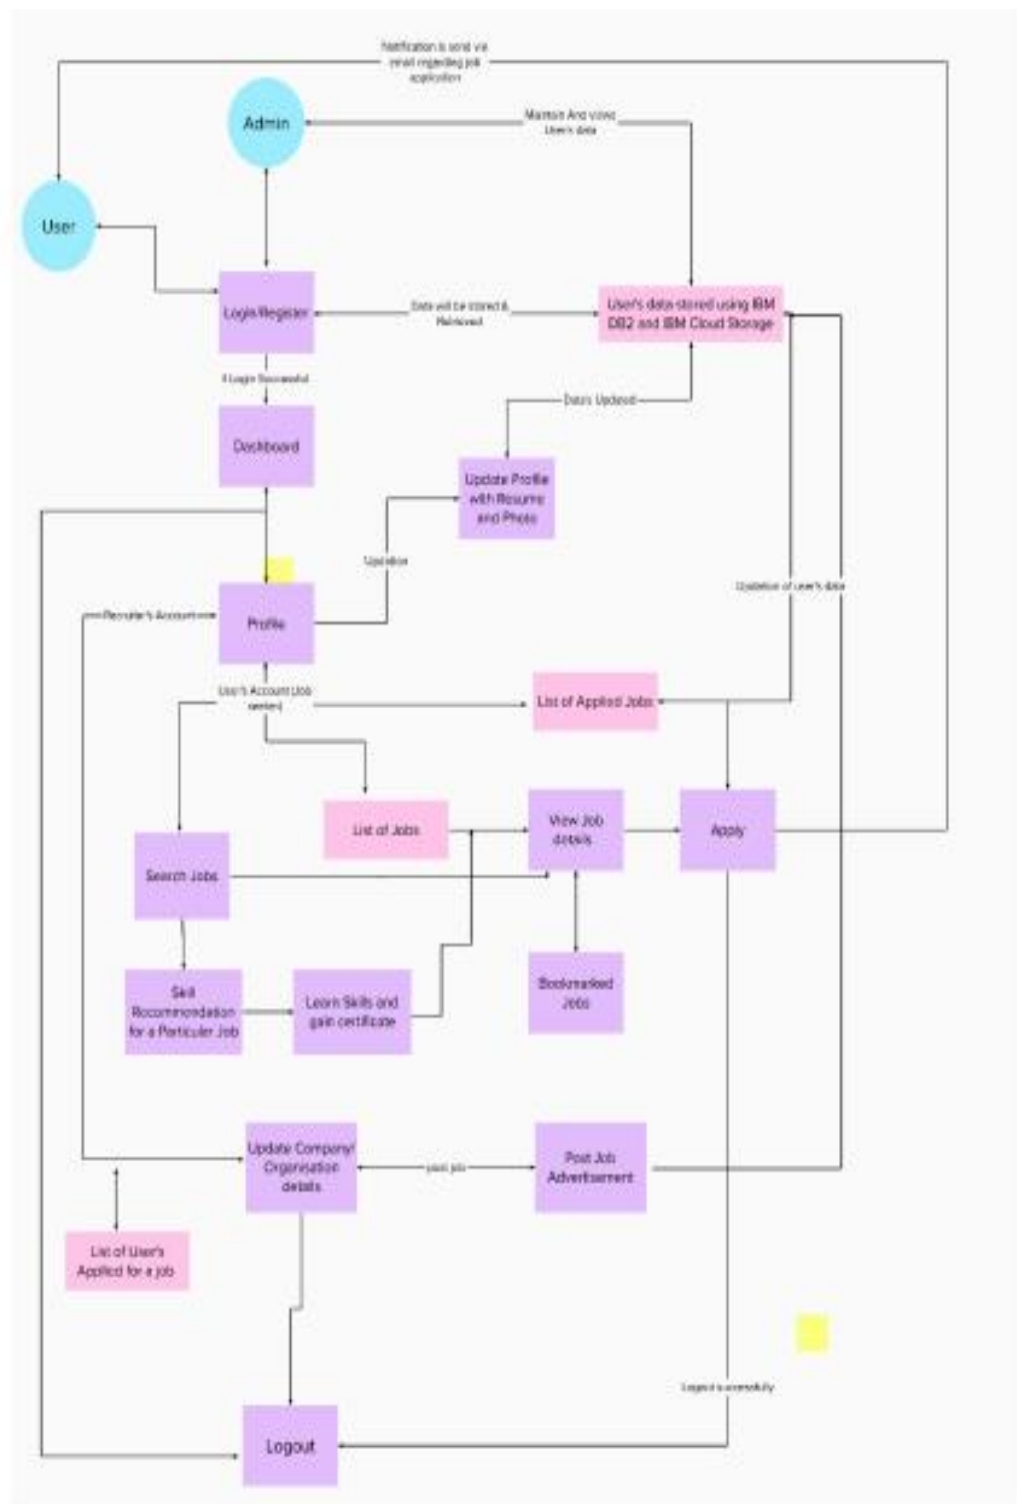 Notification is send via
email regarding job
application
Admin
Maintain And views
User's data
User
Login/Register
Data will be stored &
Retrieved
User's data stored using IBM
DB2 and IBM Cloud Storage
If Login Successful
Data's Updated
Dashboard
Update Profile
with Resume
and Photo
Updation
Updation of user's data
Recruiter's Account
Profile
User's Account(Job
seeker)
List of Applied Jobs
List of Jobs
View Job
details
Apply
Search Jobs
Skill
Recommendation
for a Particuler Job
Learn Skills and
gain certificate
Bookmarked
Jobs
Update Company/
Organisation
details
post job
Post Job
Advertisement
List of User's
Applied for a job
Logout successfully
Logout